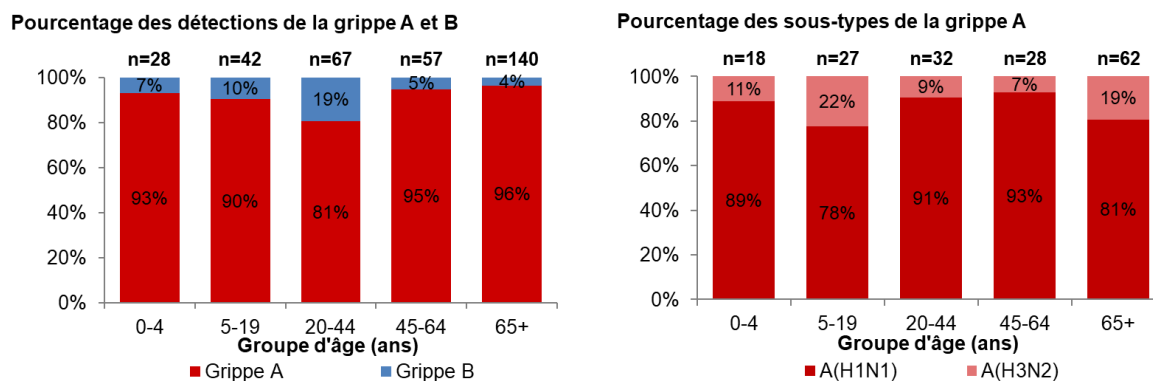 Pourcentage des détections de la grippe A et B
n=28 n=42 n=67 n=57 n=140
100%
80%
60%
40%
20%
0%
7% 10% 19% 5% 4%
93% 90% 81% 95% 96%
0-4 5-19 20-44 45-64 65+
Groupe d'âge (ans)
Grippe A Grippe B
Pourcentage des sous-types de la grippe A
n=18 n=27 n=32 n=28 n=62
100%
80%
60%
40%
20%
0%
11% 22% 9% 7% 19%
89% 78% 91% 93% 81%
0-4 5-19 20-44 45-64 65+
Groupe d'âge (ans)
A(H1N1) A(H3N2)